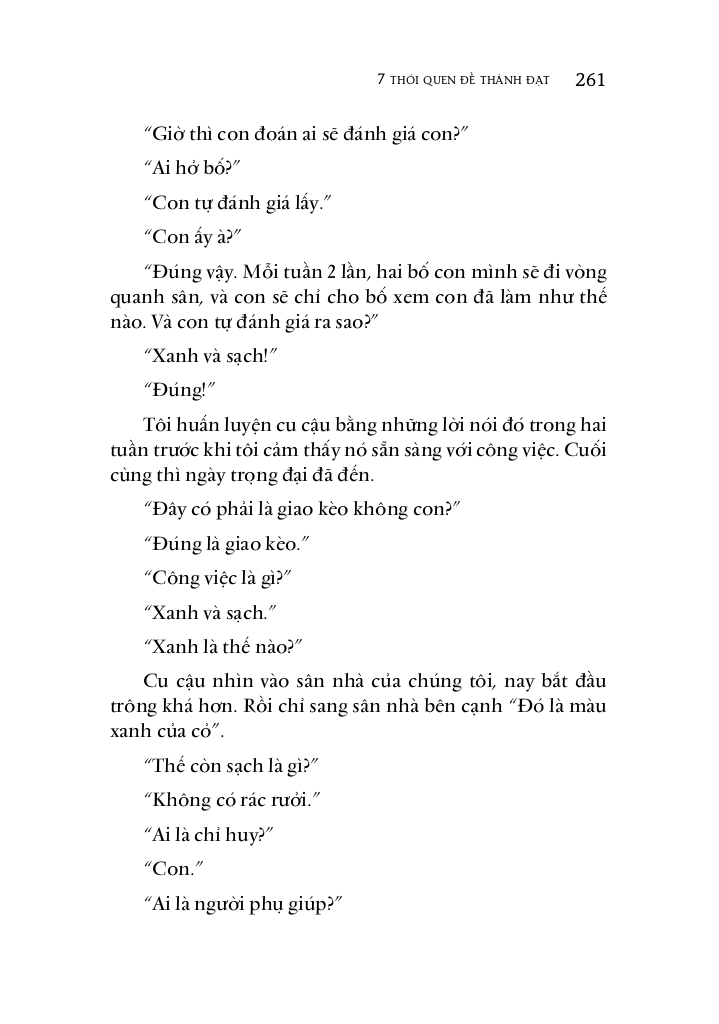 7 THÓI QUEN ĐỂ THÀNH ĐẠT 261
“Giờ thì con đoán ai sẽ đánh giá con?”
“Ai hở bố?”
“Con tự đánh giá lấy.”
“Con ấy à?”
“Đúng vậy. Mỗi tuần 2 lần, hai bố con mình sẽ đi vòng
quanh sân, và con sẽ chỉ cho bố xem con đã làm như thế
nào. Và con tự đánh giá ra sao?”
“Xanh và sạch!”
“Đúng!”
Tôi huấn luyện cu cậu bằng những lời nói đó trong hai
tuần trước khi tôi cảm thấy nó sẵn sàng với công việc. Cuối
cùng thì ngày trọng đại đã đến.
“Đây có phải là giao kèo không con?”
“Đúng là giao kèo.”
“Công việc là gì?”
“Xanh và sạch.”
“Xanh là thế nào?”
Cu cậu nhìn vào sân nhà của chúng tôi, nay bắt đầu
trông khá hơn. Rồi chỉ sang sân nhà bên cạnh “Đó là màu
xanh của cỏ”.
“Thế còn sạch là gì?”
“Không có rác rưởi.”
“Ai là chỉ huy?”
“Con.”
“Ai là người phụ giúp?”